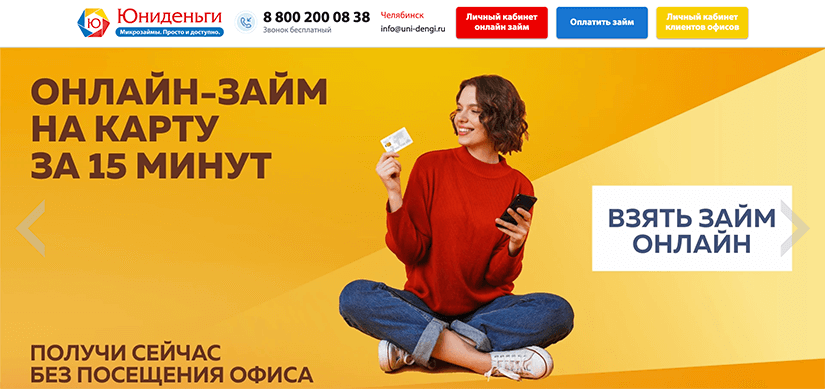 Юниденьги
Микрозаймы. Просто и доступно.
8 800 200 08 38
Звонок бесплатный
Челябинск
info@uni-dengi.ru
Личный кабинет
онлайн займ
Оплатить займ
Личный кабинет
клиентов офисов
ОНЛАЙН-ЗАЙМ
НА КАРТУ
ЗА 15 МИНУТ
ВЗЯТЬ ЗАЙМ
ОНЛАЙН
ПОЛУЧИ СЕЙЧАС
БЕЗ ПОСЕЩЕНИЯ ОФИСА